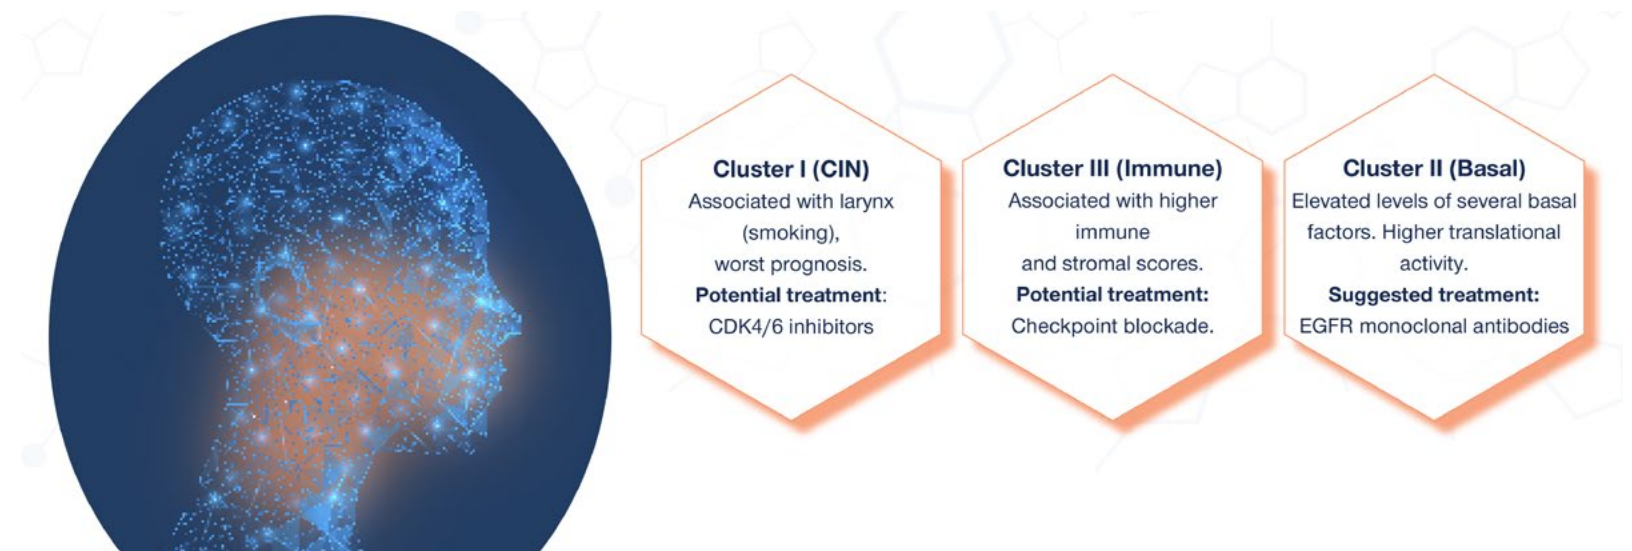 Cluster I (CIN)
Associated with larynx
(smoking),
worst prognosis.
Potential treatment:
CDK4/6 inhibitors
Cluster III (Immune)
Associated with higher
immune
and stromal scores.
Potential treatment:
Checkpoint blockade.
Cluster II (Basal)
Elevated levels of several basal
factors. Higher translational
activity.
Suggested treatment:
EGFR monoclonal antibodies